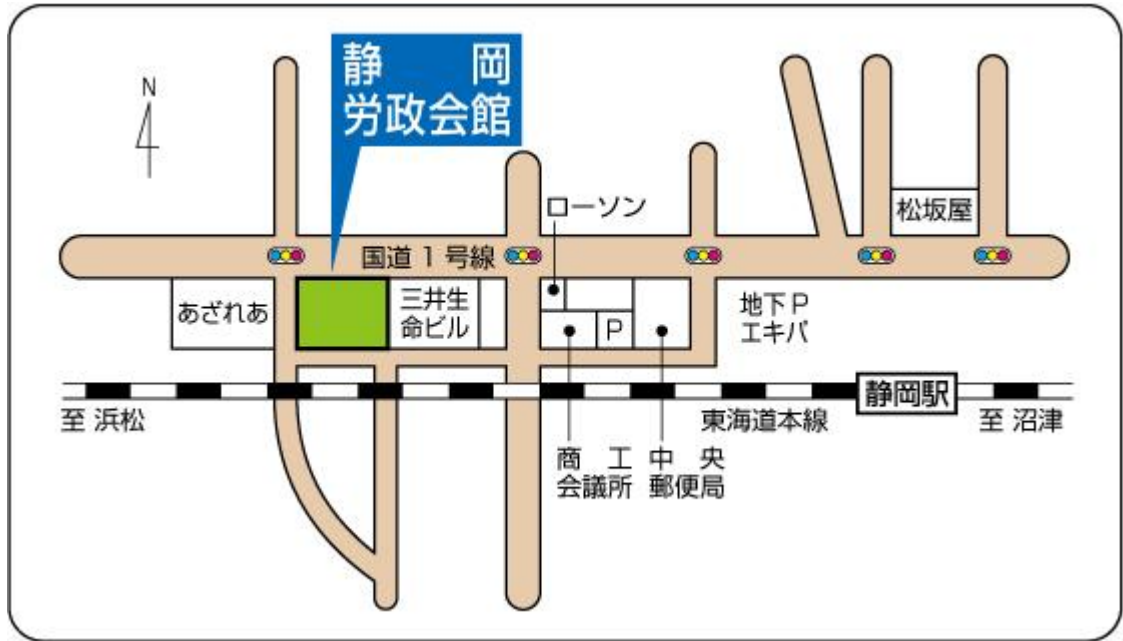 N
静岡
労政会館
ローソン
松坂屋
国道1号線
あざれあ
三井生
命ビル
P
地下P
エキパ
静岡駅
至 浜松
東海道本線
至 沼津
商工
会議所
中央
郵便局